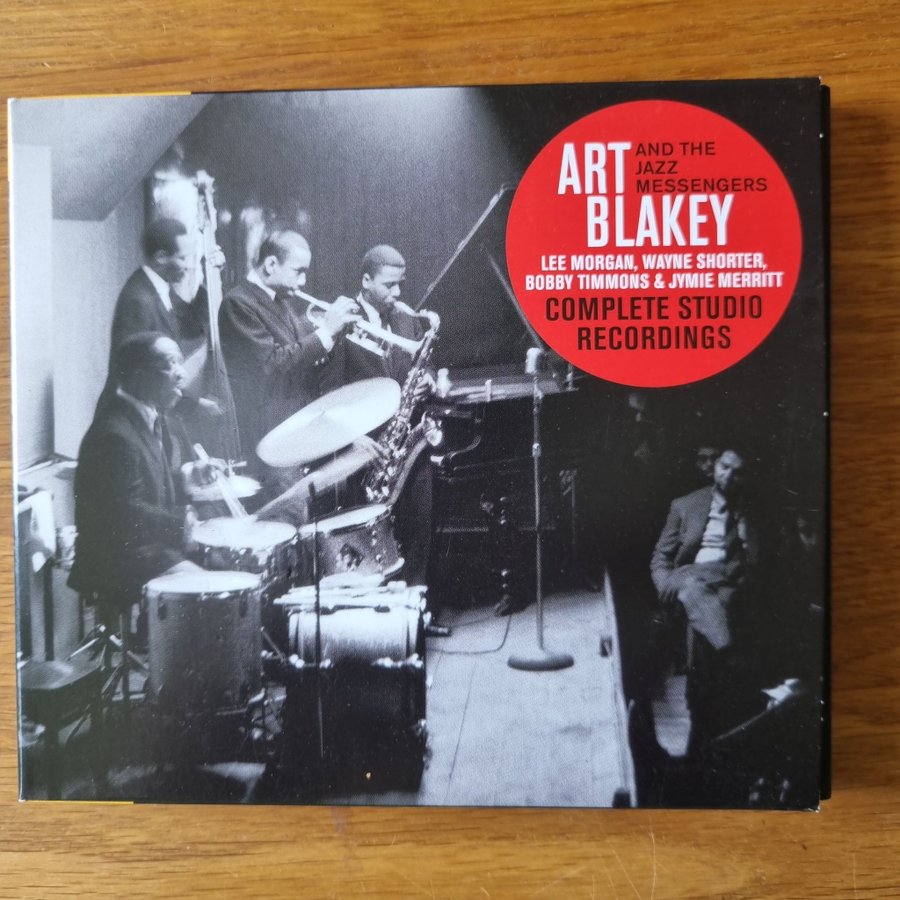 ART AND THE
JAZZ
MESSENGERS
BLAKEY
LEE MORGAN, WAYNE SHORTER,
BOBBY TIMMONS & JYMIE MERRITT
COMPLETE STUDIO
RECORDINGS